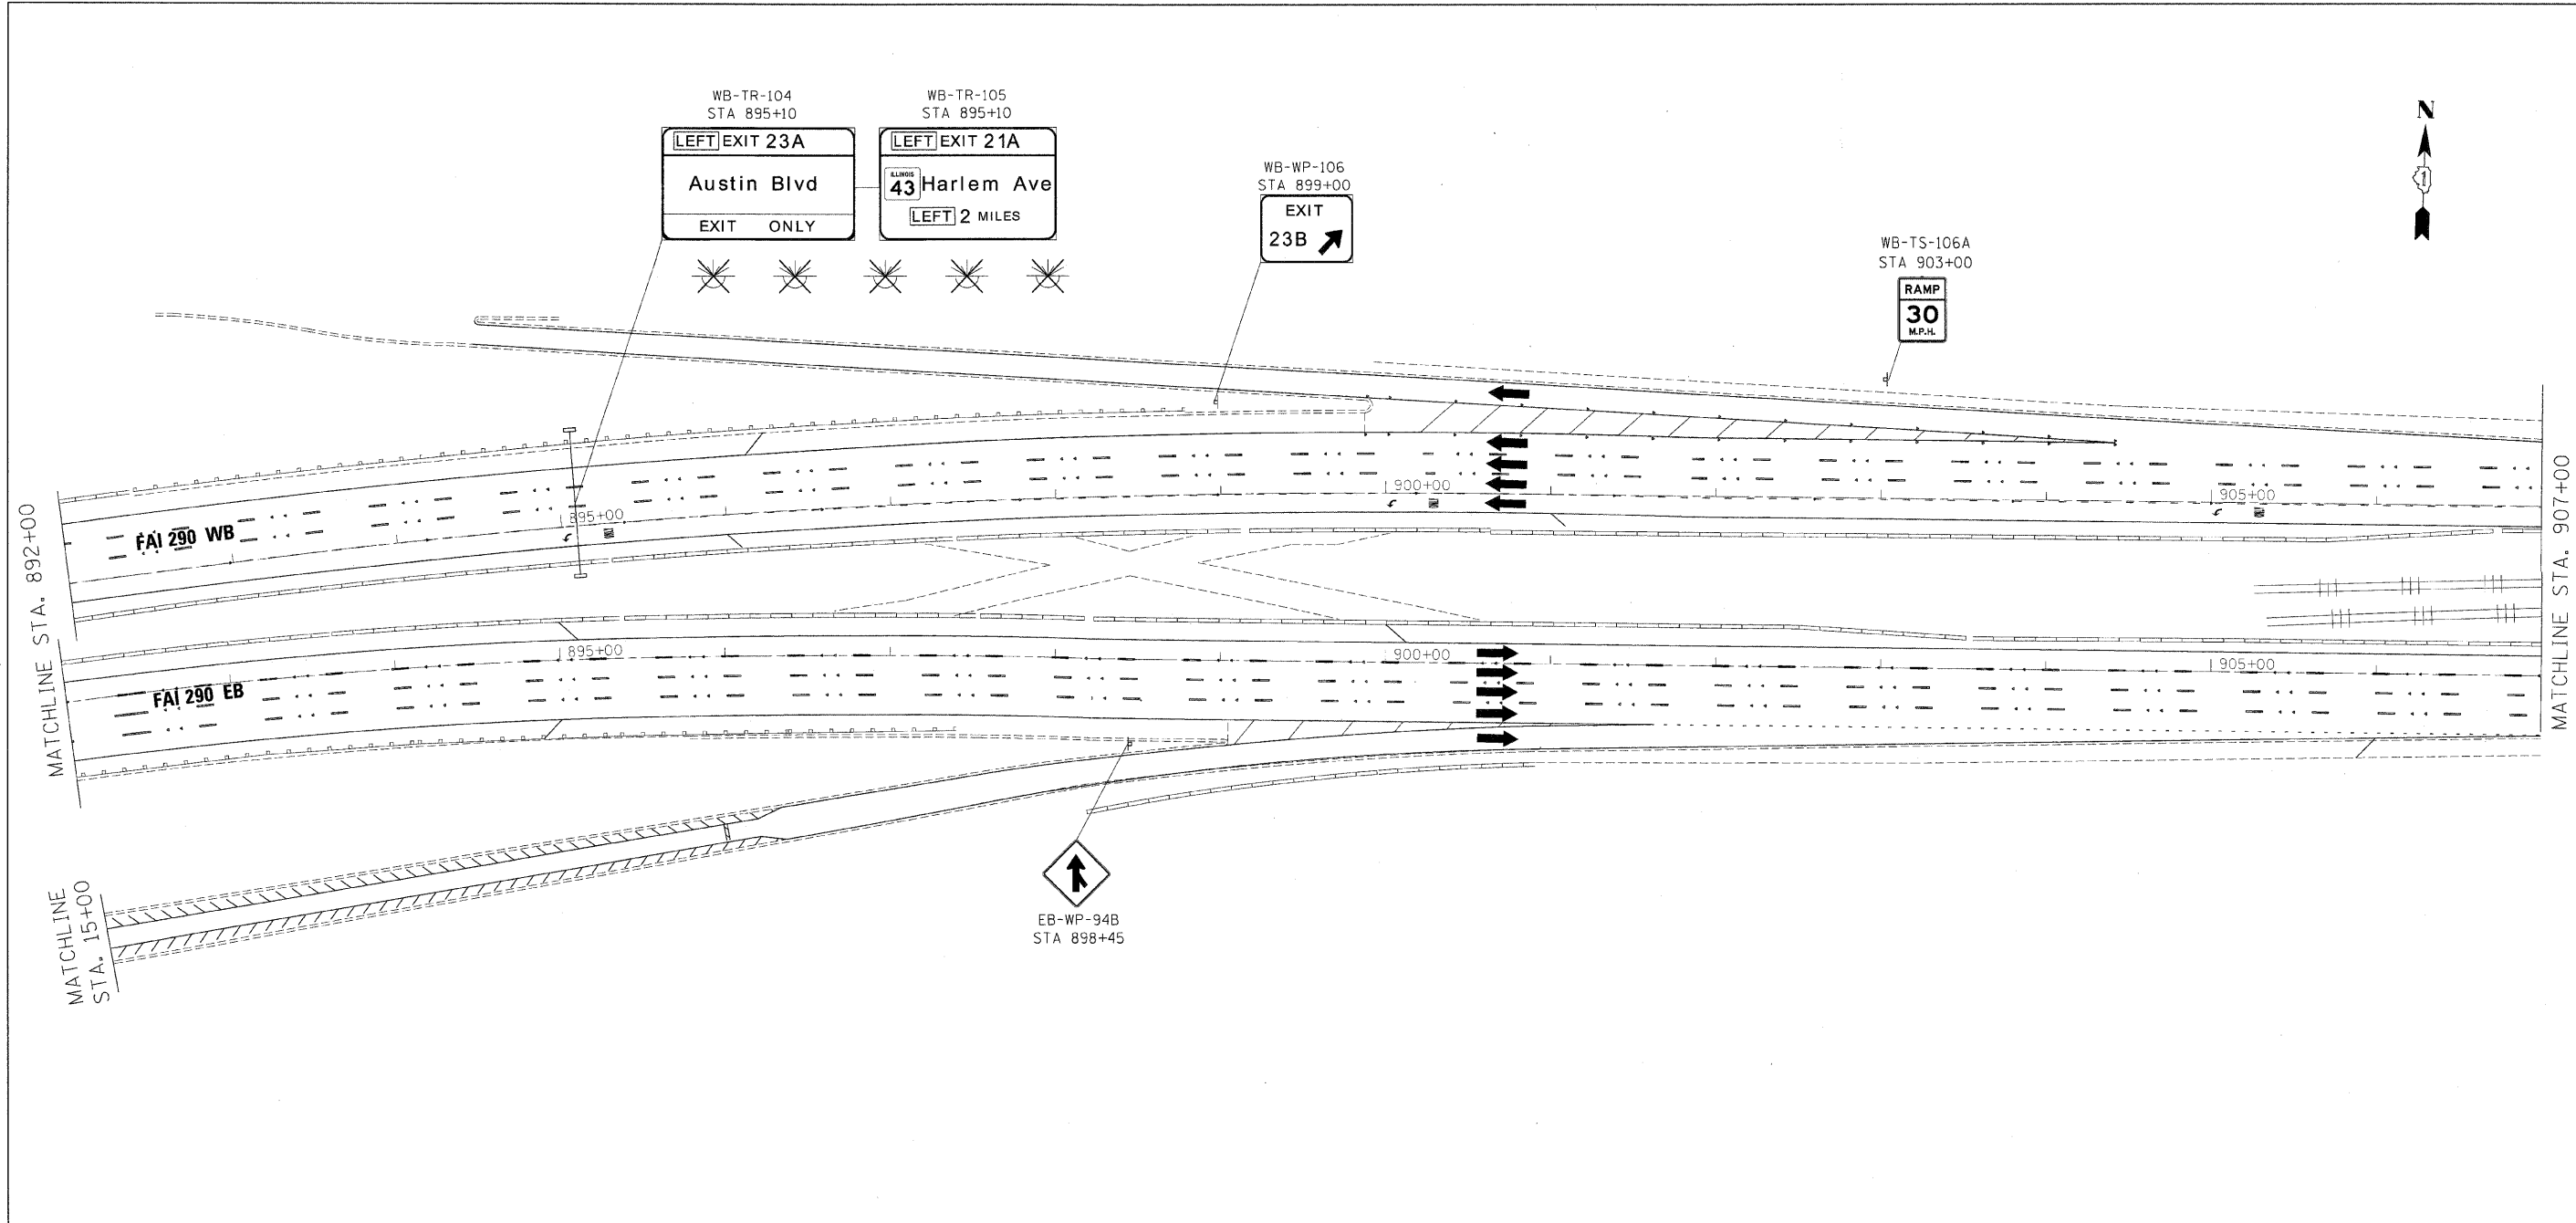 WB-TR-104
STA 895+10
LEFT EXIT 23A
Austin Blvd
EXIT ONLY
WB-TR-105
STA 895+10
LEFT EXIT 21A
ILLINOIS
43 Harlem Ave
LEFT 2 MILES
WB-WP-106
STA 899+00
EXIT
23B
WB-TS-106A
STA 903+00
RAMP
30
M.P.H.
N
1
MATCHLINE STA. 892+00
FAI 290 WB
895+00
900+00
905+00
MATCHLINE STA. 907+00
FAI 290 EB
895+00
900+00
905+00
MATCHLINE
STA. 15+00
EB-WP-94B
STA 898+45